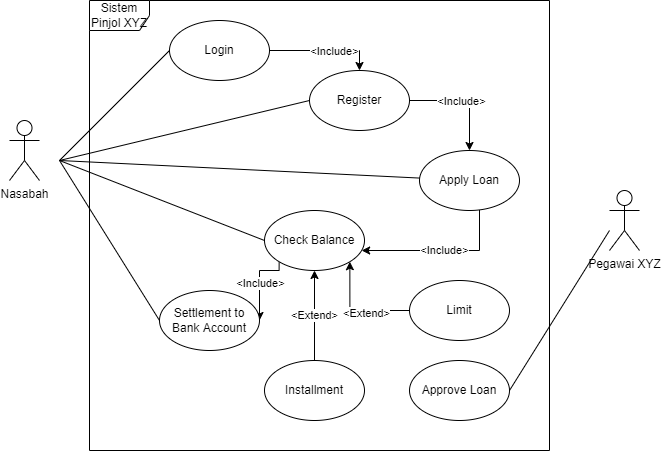 Sistem
Pinjol XYZ
Login
<Include>
Register
<Include>
Nasabah
Apply Loan
Check Balance
<Include>
Pegawai XYZ
<Include>
Settlement to
Bank Account
<Extend>
<Extend>
Limit
Installment
Approve Loan